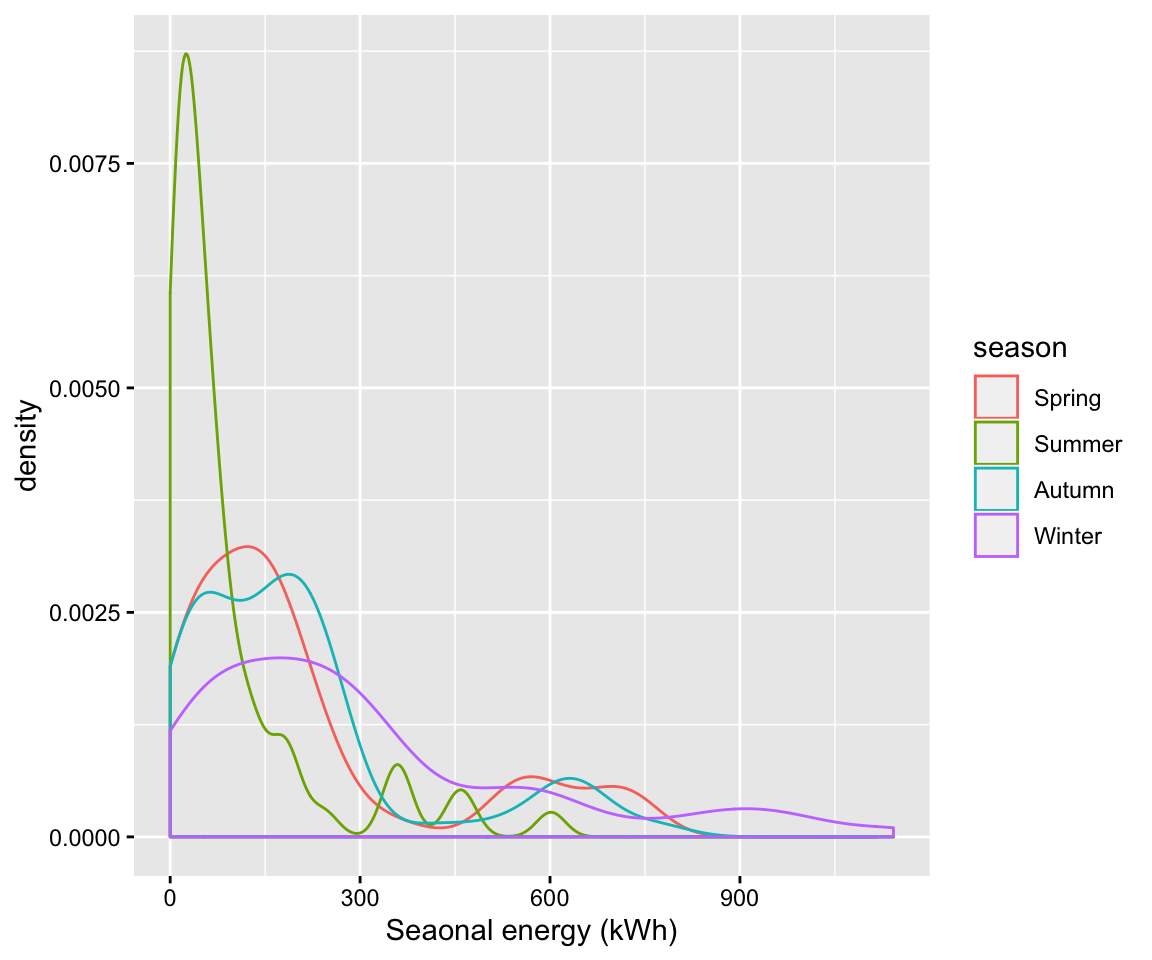 density
0.0075
0.0050
0.0025
0.0000
0
300
600
900
Seaonal energy (kWh)
season
Spring
Summer
Autumn
Winter